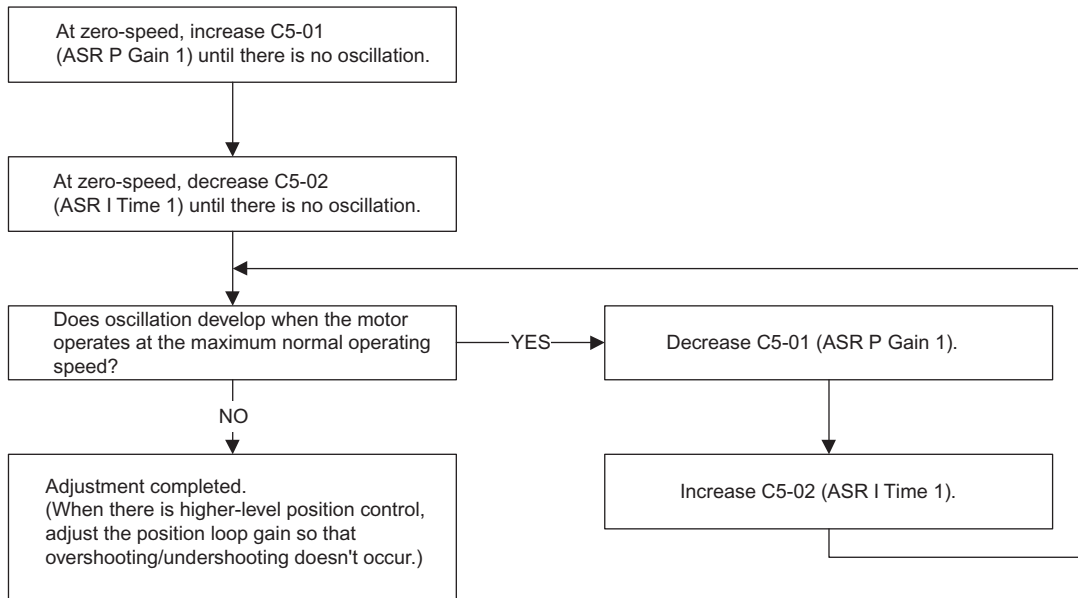 At zero-speed, increase C5-01
(ASR P Gain 1) until there is no oscillation.
At zero-speed, decrease C5-02
(ASR I Time 1) until there is no oscillation.
Does oscillation develop when the motor
operates at the maximum normal operating
speed?
YES
Decrease C5-01 (ASR P Gain 1).
NO
Increase C5-02 (ASR I Time 1).
Adjustment completed.
(When there is higher-level position control,
adjust the position loop gain so that
overshooting/undershooting doesn't occur.)